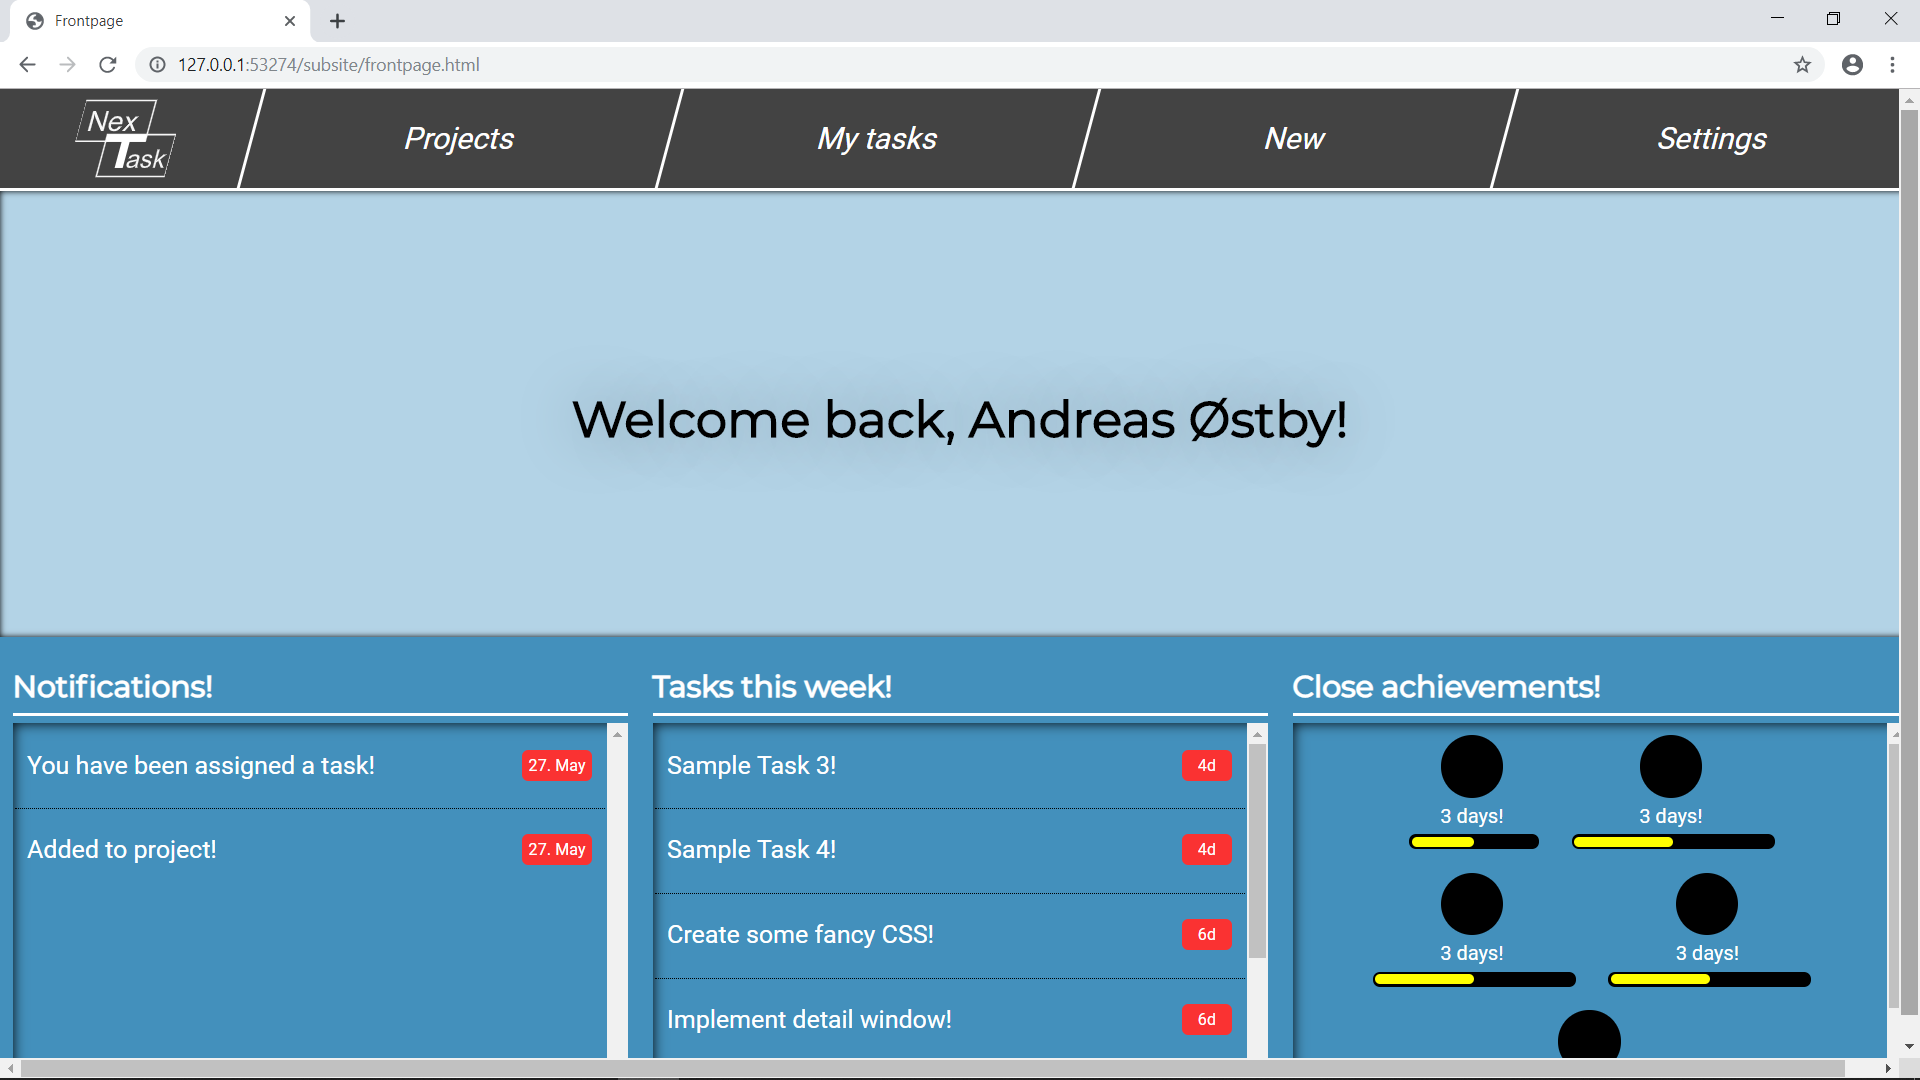 Frontpage
127.0.0.1:53274/subsite/frontpage.html
Nex
Task
Projects
My tasks
New
Settings
Welcome back, Andreas Østby!
Notifications!
You have been assigned a task!
27. May
Added to project!
27. May
Tasks this week!
Sample Task 3!
4d
Sample Task 4!
4d
Create some fancy CSS!
6d
Implement detail window!
6d
Close achievements!
3 days!
3 days!
3 days!
3 days!